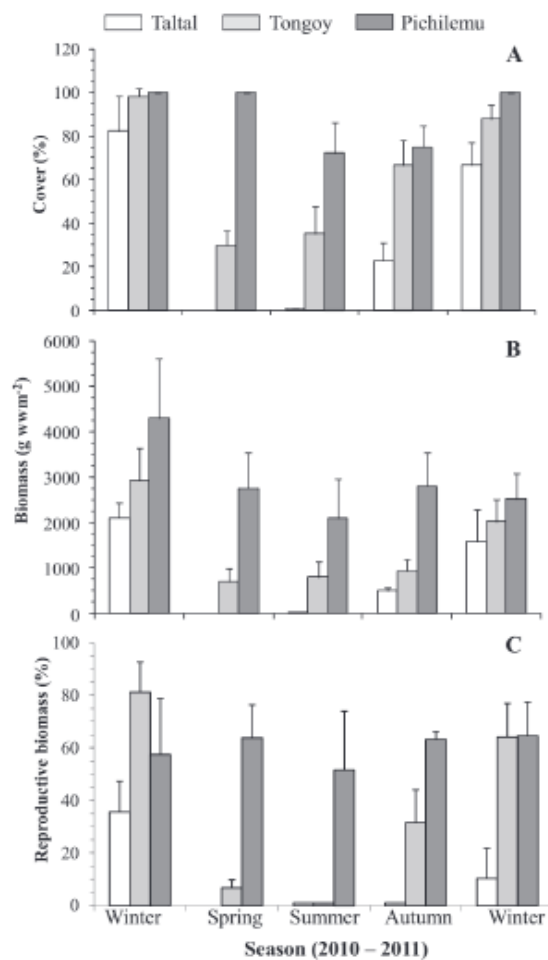 Taltal Tongoy Pichilemu
A
120
100
80
60
40
20
0
Cover (%)
B
6000
5000
4000
3000
2000
1000
0
Biomass (g wwm-2)
C
100
80
60
40
20
0
Reproductive biomass (%)
Winter Spring Summer Autumn Winter
Season (2010 – 2011)